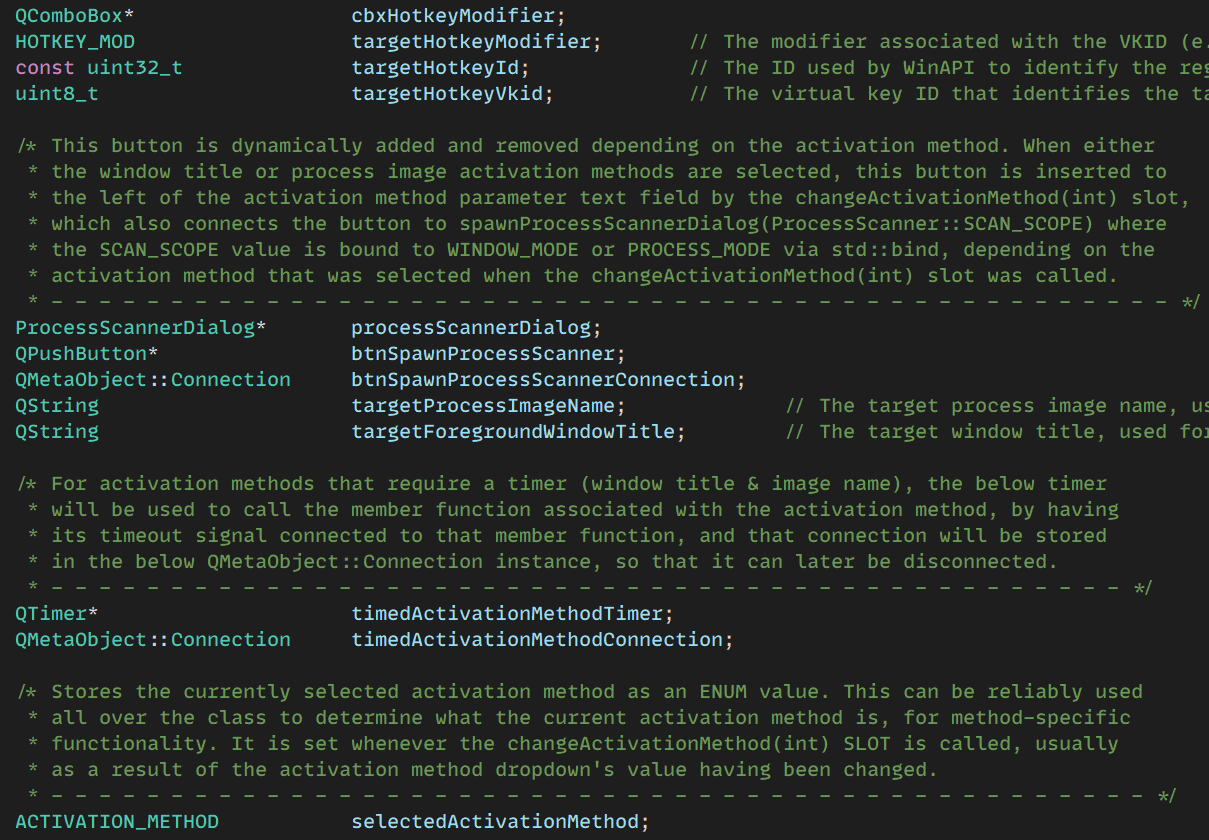 QComboBox* cbxHotkeyModifier;
HOTKEY_MOD targetHotkeyModifier; // The modifier associated with the VKID (e.
const uint32_t targetHotkeyId; // The ID used by WinAPI to identify the
uint8_t targetHotkeyVkid; // The virtual key ID that identifies the
/* This button is dynamically added and removed depending on the activation method. When either
* the window title or process image activation methods are selected, this button is inserted to
* the left of the activation method parameter text field by the changeActivationMethod(int) slot,
* which also connects the button to spawnProcessScannerDialog(ProcessScanner::SCAN_SCOPE) where
* the SCAN_SCOPE value is bound to WINDOW_MODE or PROCESS_MODE via std::bind, depending on the
* activation method that was selected when the changeActivationMethod(int) slot was called.
* - - - - - - - - - - - - - - - - - - - - - - - - - - - - - - - - - - - - - - - - - - - - - - - */
ProcessScannerDialog* processScannerDialog;
QPushButton* btnSpawnProcessScanner;
QMetaObject::Connection btnSpawnProcessScannerConnection;
QString targetProcessImageName; // The target process image name,
QString targetForegroundWindowTitle; // The target window title, used for
/* For activation methods that require a timer (window title & image name), the below timer
* will be used to call the member function associated with the activation method, by having
* its timeout signal connected to that member function, and that connection will be stored
* in the below QMetaObject::Connection instance, so that it can later be disconnected.
* - - - - - - - - - - - - - - - - - - - - - - - - - - - - - - - - - - - - - - - - - - - - - */
QTimer* timedActivationMethodTimer;
QMetaObject::Connection timedActivationMethodConnection;
/* Stores the currently selected activation method as an ENUM value. This can be reliably used
* all over the class to determine what the current activation method is, for method-specific
* functionality. It is set whenever the changeActivationMethod(int) SLOT is called, usually
* as a result of the activation method dropdown's value having been changed.
* - - - - - - - - - - - - - - - - - - - - - - - - - - - - - - - - - - - - - - - - - - - - - - */
ACTIVATION_METHOD selectedActivationMethod;